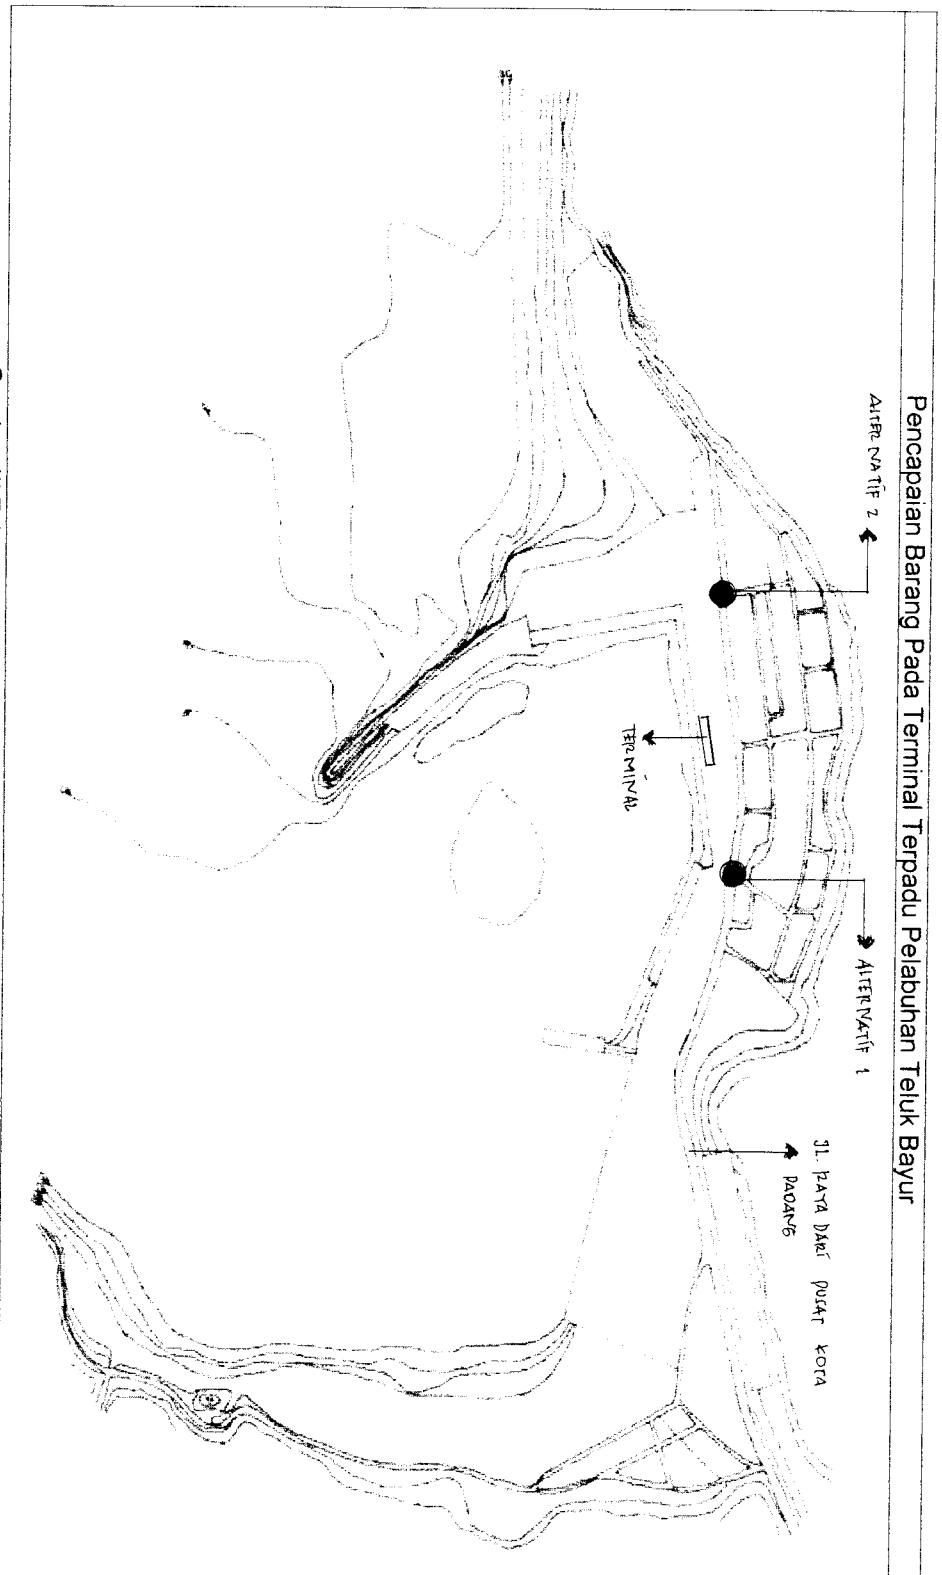 Pencapaian Barang Pada Terminal Terpadu Pelabuhan Teluk Bayur
ALTERNATIF 2
TERMINAL
ALTERNATIF 1
JL. RAYA DARI PUSAT KOTA
PADANG